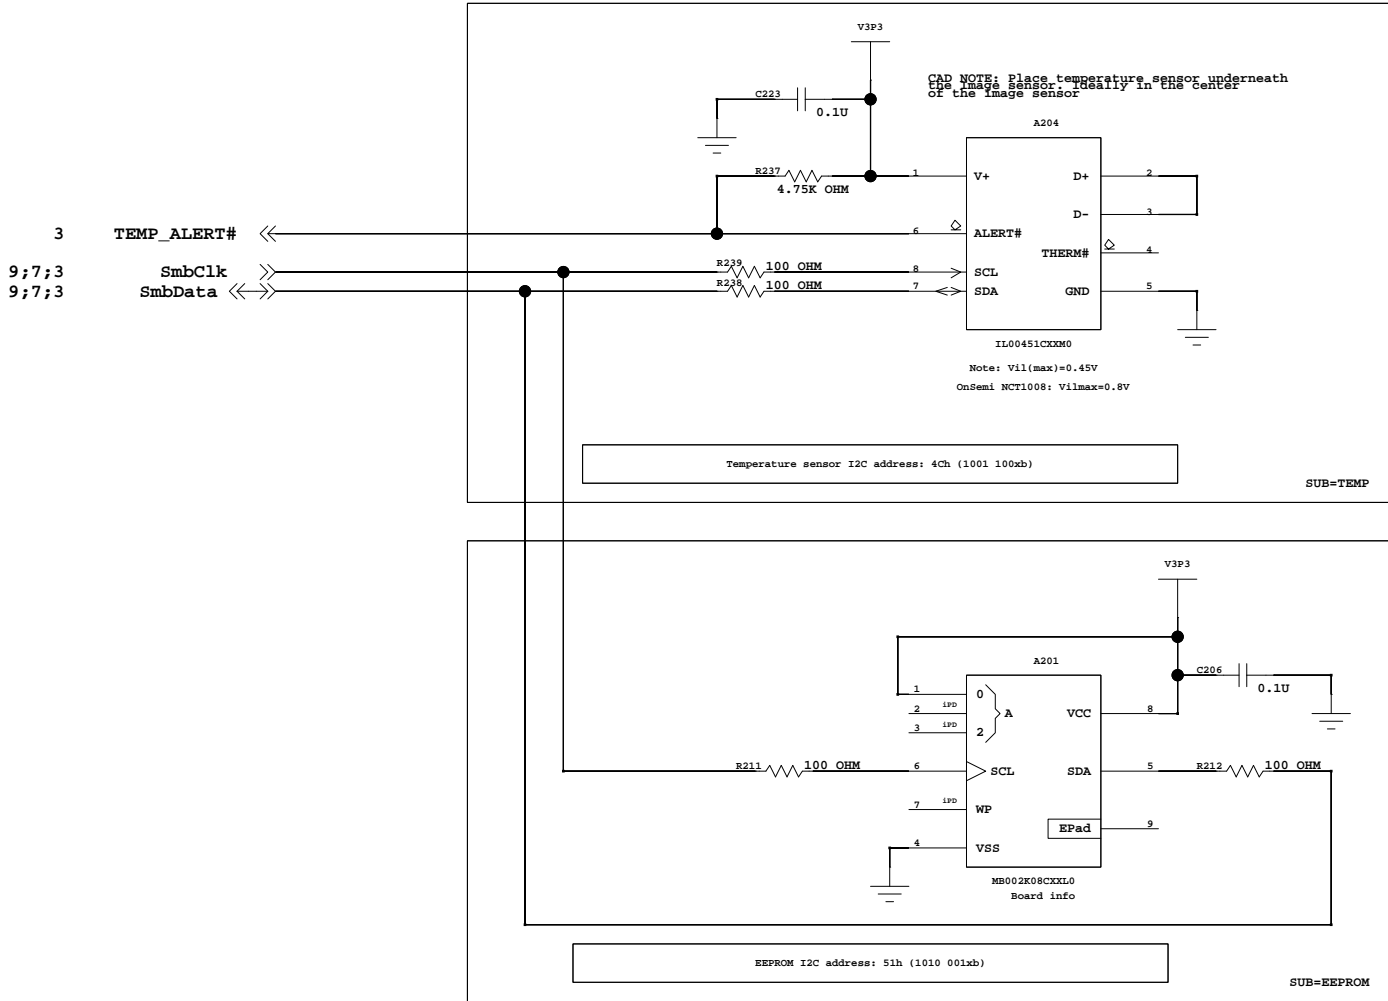 V3P3
CAD NOTE: Place temperature sensor underneath
the image sensor. Ideally in the center
of the image sensor
C223
0.1U
A204
R237
4.75K OHM
1
V+
D+
2
D-
3
3
TEMP_ALERT#
6
ALERT#
THERM#
4
9;7;3
SmbClk
R239
100 OHM
8
SCL
9;7;3
SmbData
R238
100 OHM
7
SDA
GND
5
IL00451CXXM0
Note: Vil(max)=0.45V
OnSemi NCT1008: Vilmax=0.8V
Temperature sensor I2C address: 4Ch (1001 100xb)
SUB=TEMP
V3P3
A201
C206
0.1U
1
0
2
iPD
A
VCC
8
3
iPD
2
R211
100 OHM
6
SCL
SDA
5
R212
100 OHM
7
iPD
WP
EPad
9
4
VSS
MB002K08CXXL0
Board info
EEPROM I2C address: 51h (1010 001xb)
SUB=EEPROM